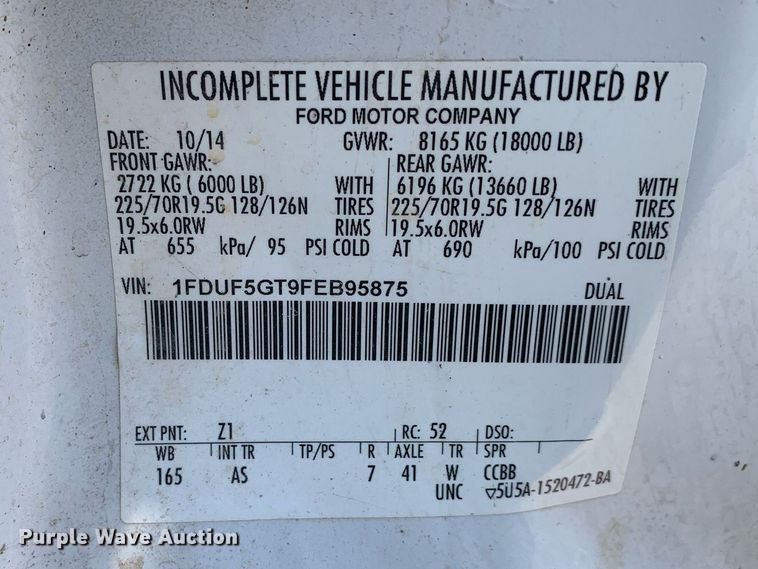 INCOMPLETE VEHICLE MANUFACTURED BY
FORD MOTOR COMPANY
DATE: 10/14 GVWR: 8165 KG (18000 LB)
FRONT GAWR: REAR GAWR:
2722 KG ( 6000 LB) WITH 6196 KG (13660 LB) WITH
225/70R19.5G 128/126N TIRES 225/70R19.5G 128/126N TIRES
19.5x6.0RW RIMS 19.5x6.0RW RIMS
AT 655 kPa/ 95 PSI COLD AT 690 kPa/100 PSI COLD
VIN: 1FDUF5GT9FEB95875 DUAL
EXT PNT: Z1 RC: 52 DSO:
WB INT TR TP/PS R AXLE TR SPR
165 AS 7 41 W CCBB
UNC ▽5U5A-1520472-BA
Purple Wave Auction